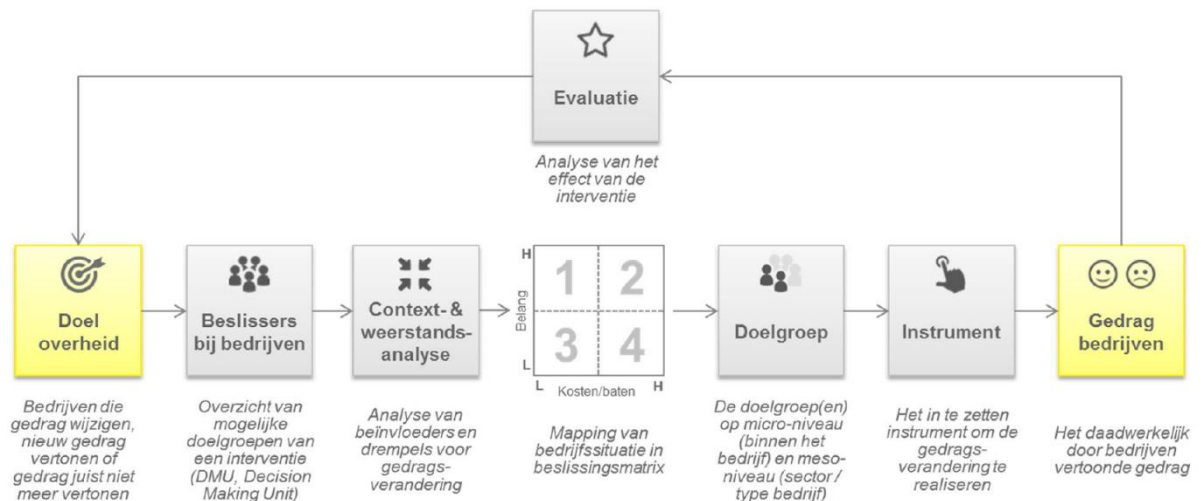 Evaluatie
Analyse van het
effect van de
interventie
Doel
overheid
Bedrijven die
gedrag wijzigen,
nieuw gedrag
vertonen of
gedrag juist niet
meer vertonen
Beslissers
bij bedrijven
Overzicht van
mogelijke
doelgroepen van
een interventie
(DMU, Decision
Making Unit)
Context- &
weerstands-
analyse
Analyse van
beïnvloeders en
drempels voor
gedrags-
verandering
H
Belang
L
1 2
3 4
L H
Kosten/baten
Mapping van
bedrijfssituatie in
beslissingsmatrix
Doelgroep
De doelgroep(en)
op micro-niveau
(binnen het
bedrijf) en meso-
niveau (sector /
type bedrijf)
Instrument
Het in te zetten
instrument om de
gedrags-
verandering te
realiseren
Gedrag
bedrijven
Het daadwerkelijk
door bedrijven
vertoonde gedrag